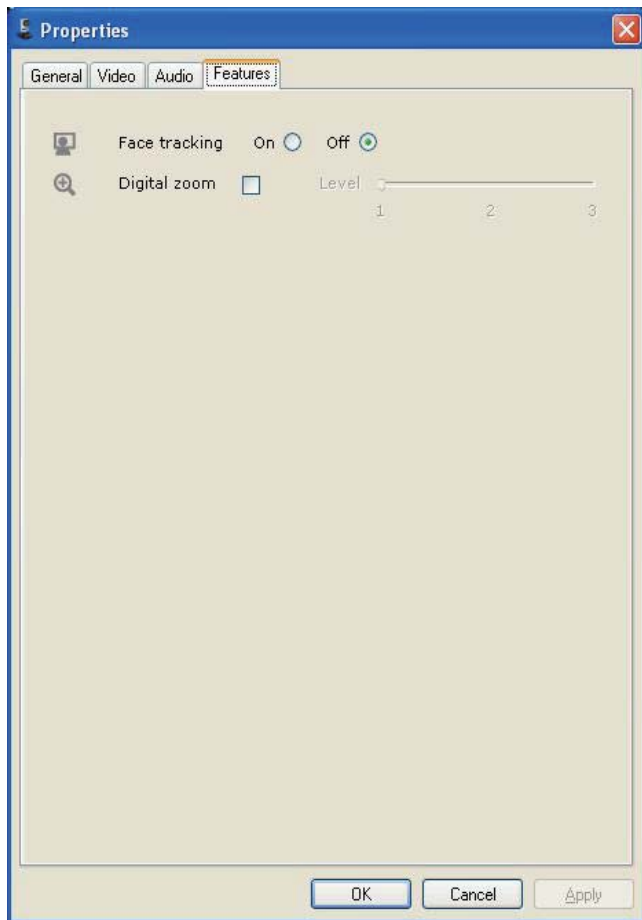 Properties
General Video Audio Features
Face tracking On Off
Digital zoom Level
1 2 3
OK Cancel Apply